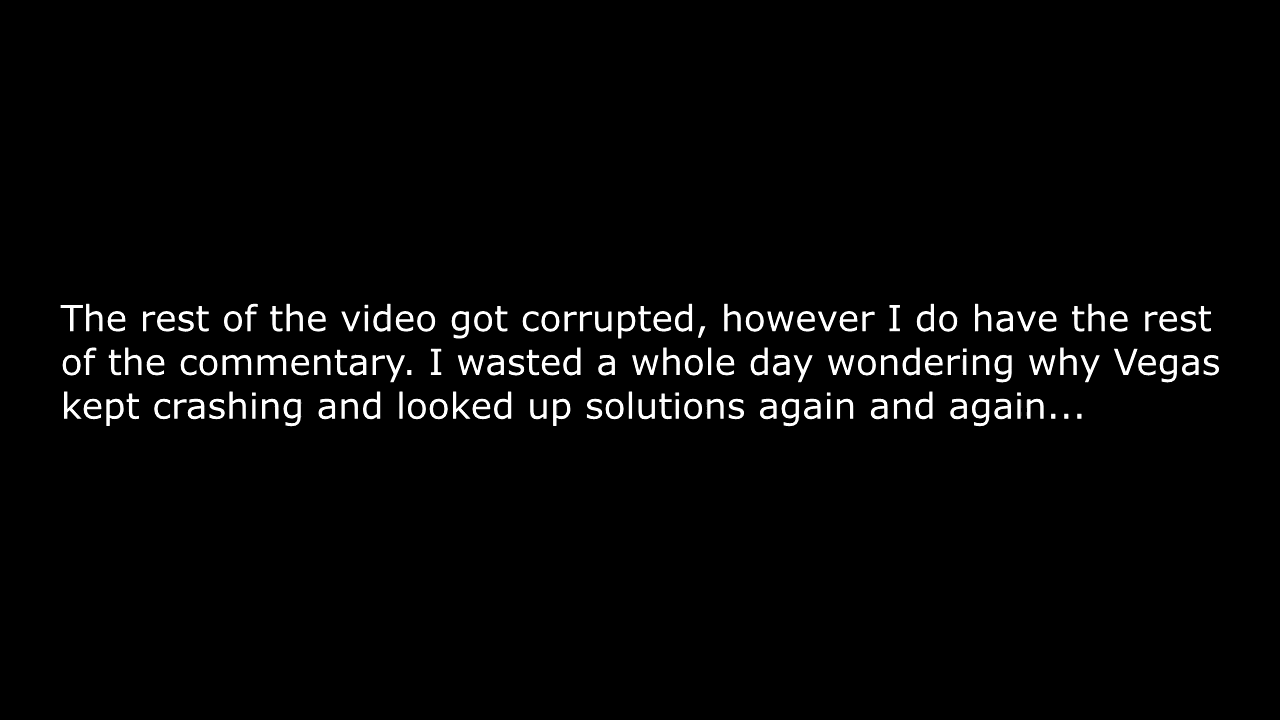 The rest of the video got corrupted, however I do have the rest
of the commentary. I wasted a whole day wondering why Vegas
kept crashing and looked up solutions again and again...